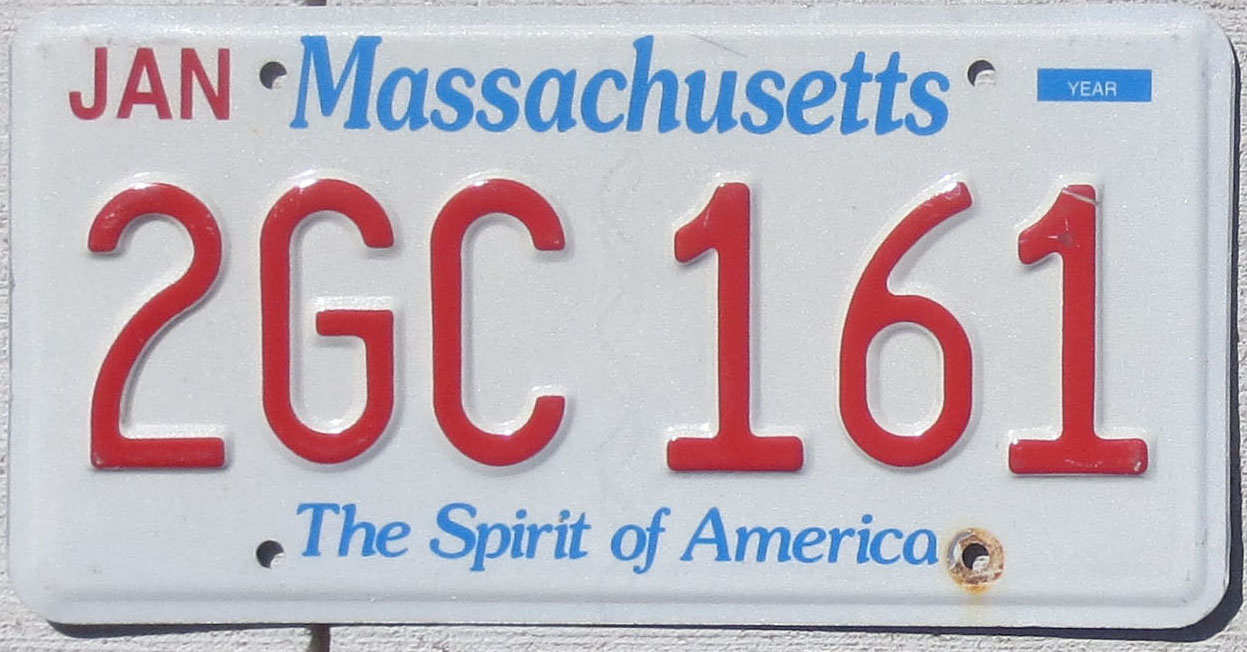 JAN Massachusetts YEAR
2GC 161
The Spirit of America